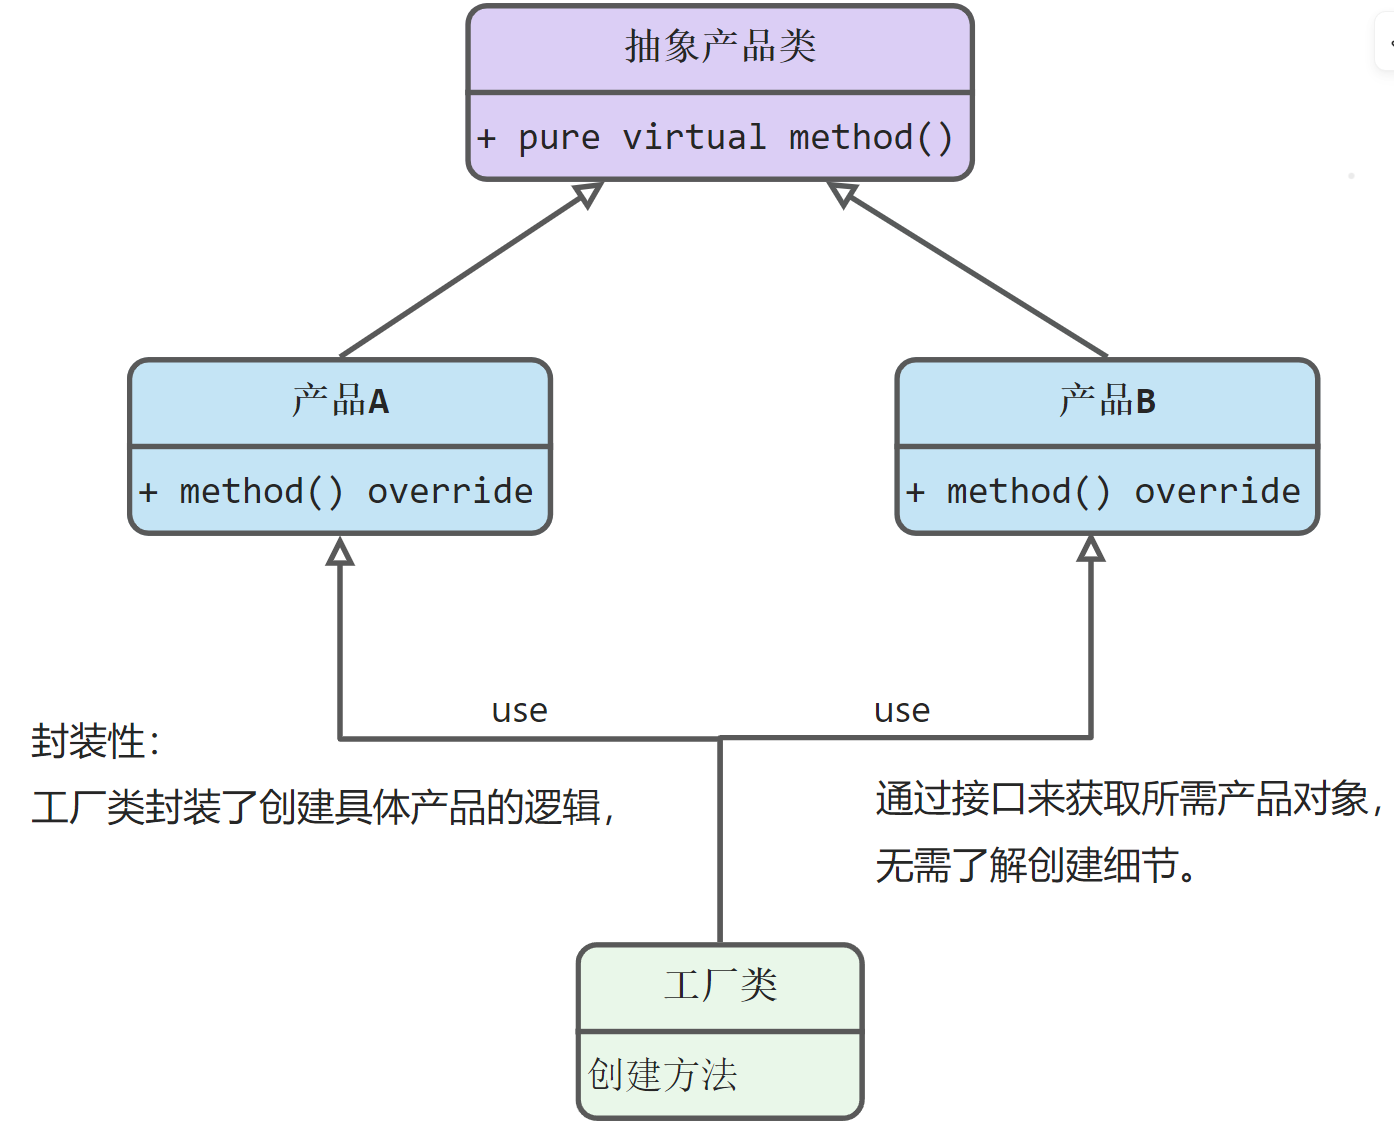 抽象产品类
+ pure virtual method()
产品A
+ method() override
产品B
+ method() override
use
use
封装性：
工厂类封装了创建具体产品的逻辑，
通过接口来获取所需产品对象，
无需了解创建细节。
工厂类
创建方法